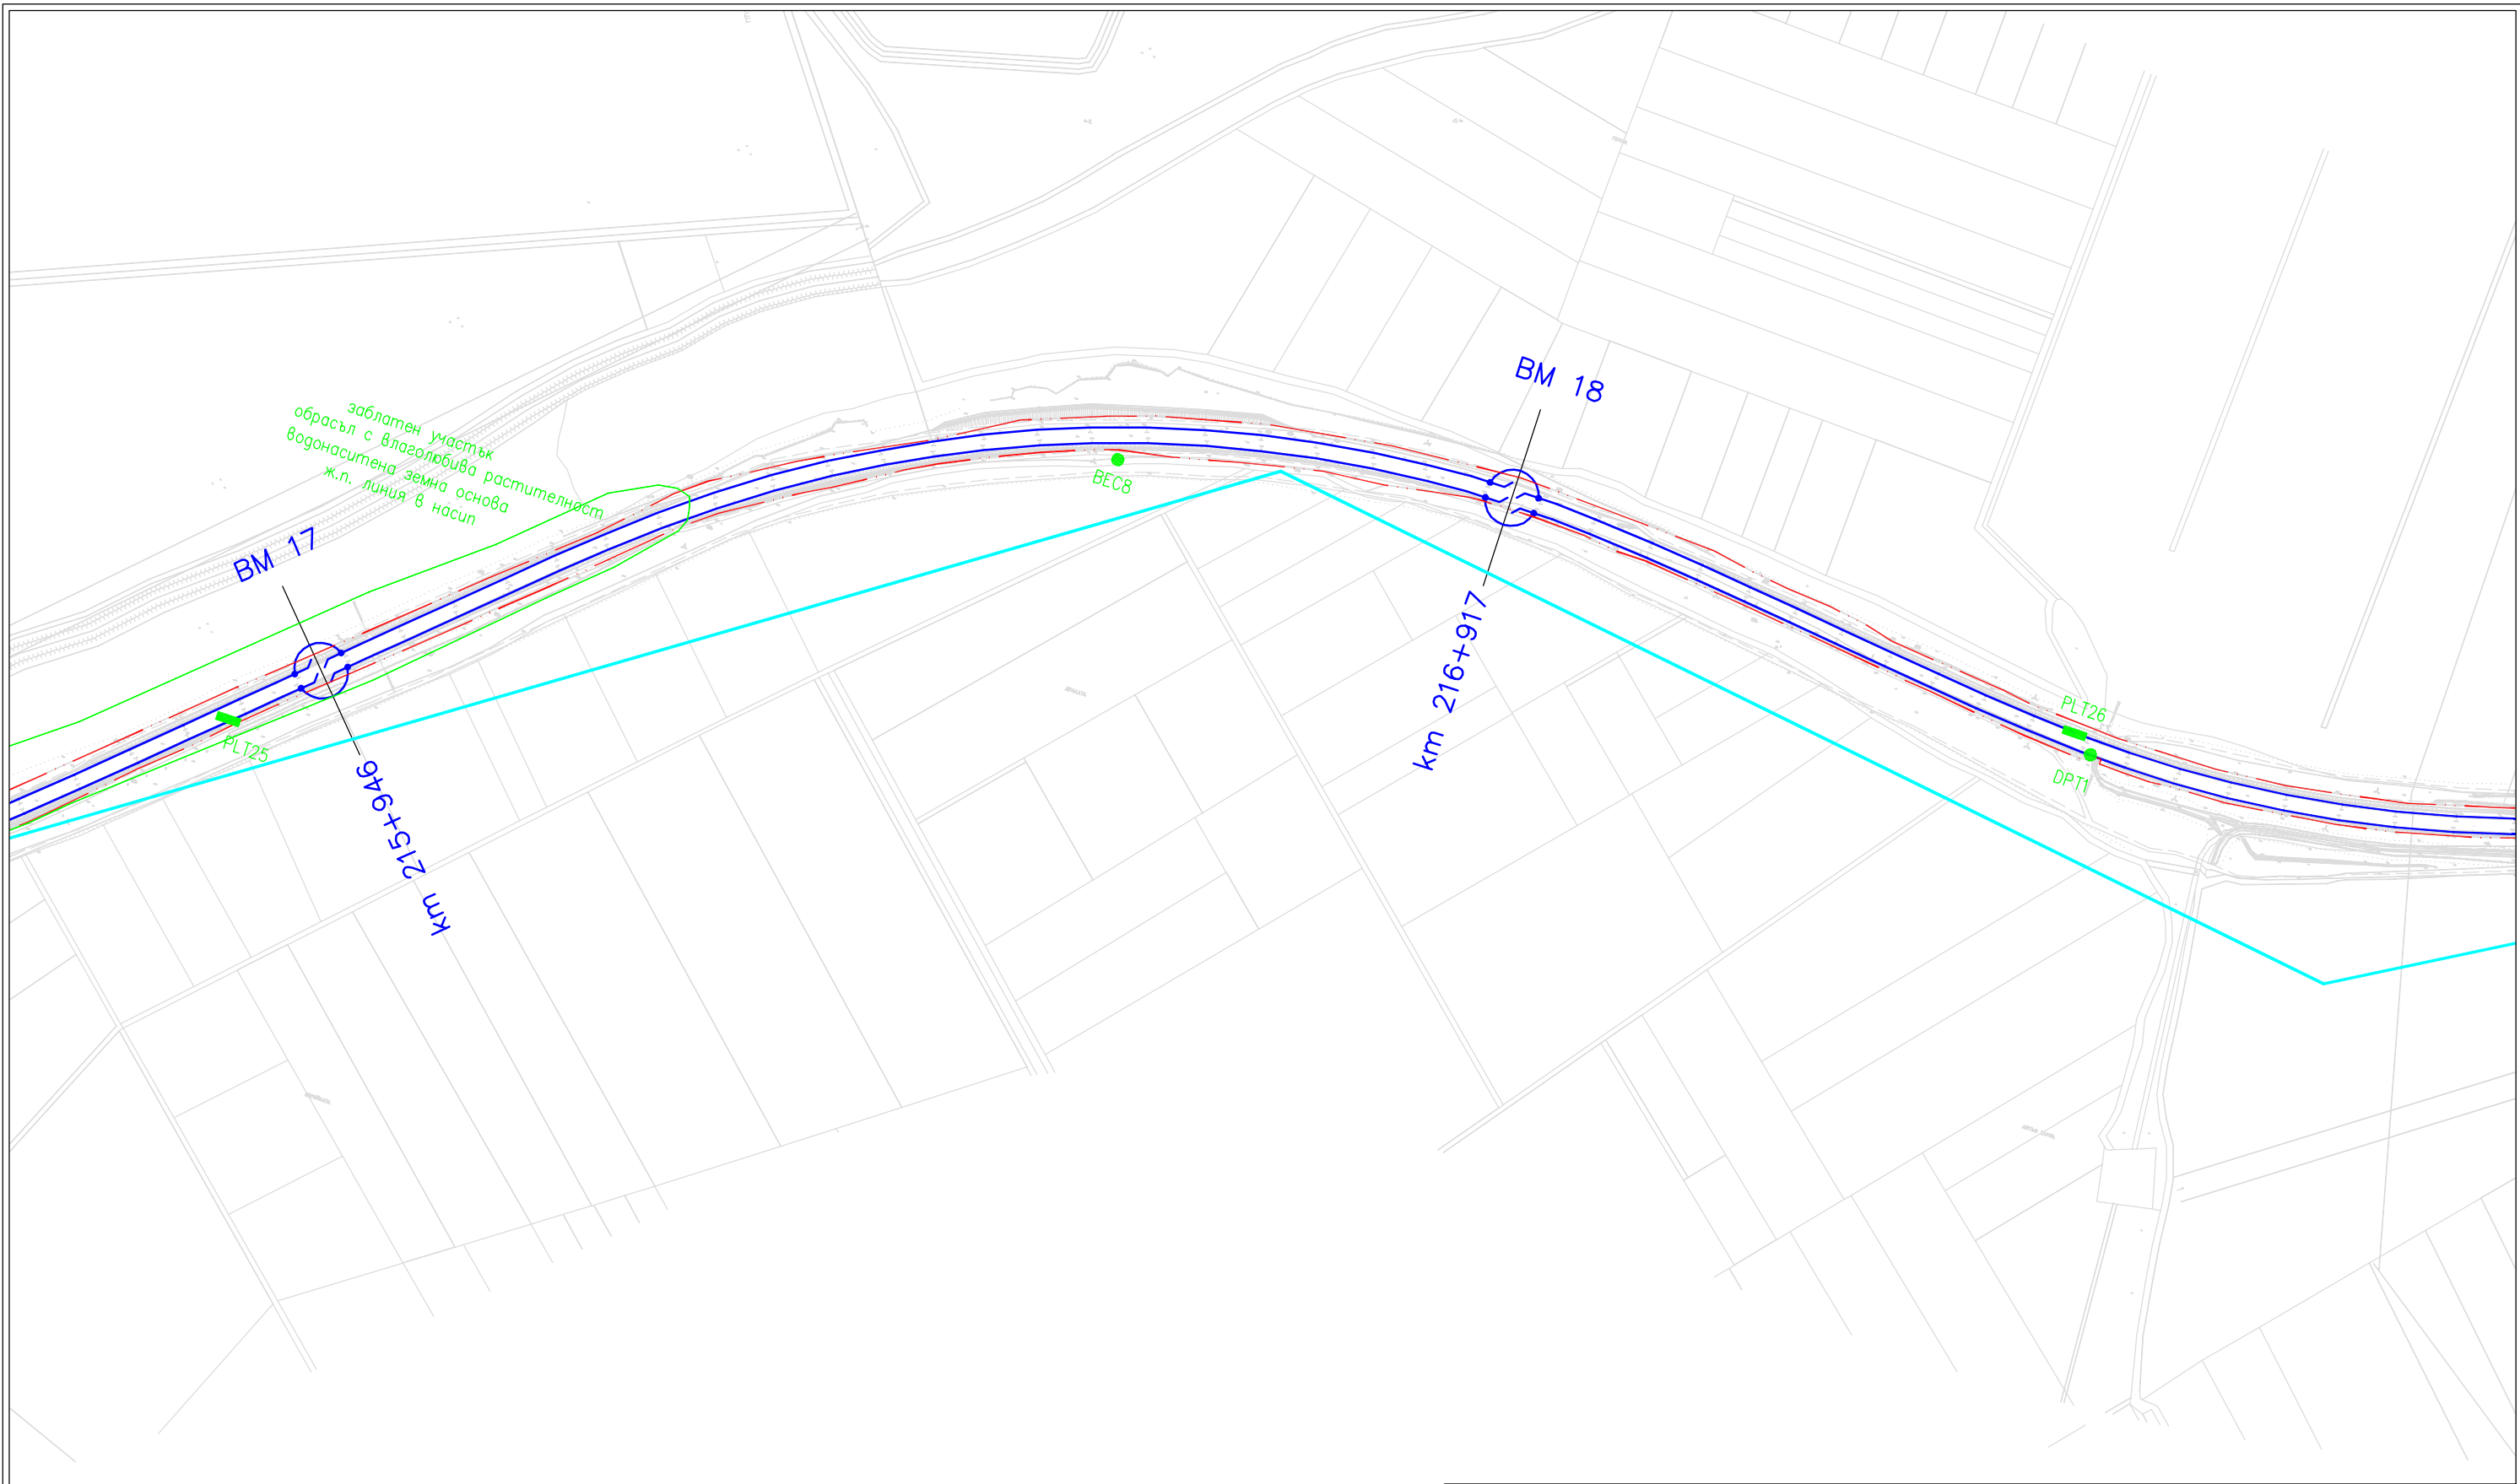 BM 18
заблатен участък
обрасъл с влаголюбива растителност
водонаситена земна основа
ж.п. линия в насип
BEC8
BM 17
km 216+917
PLT26
PLT25
DPT1
km 215+946